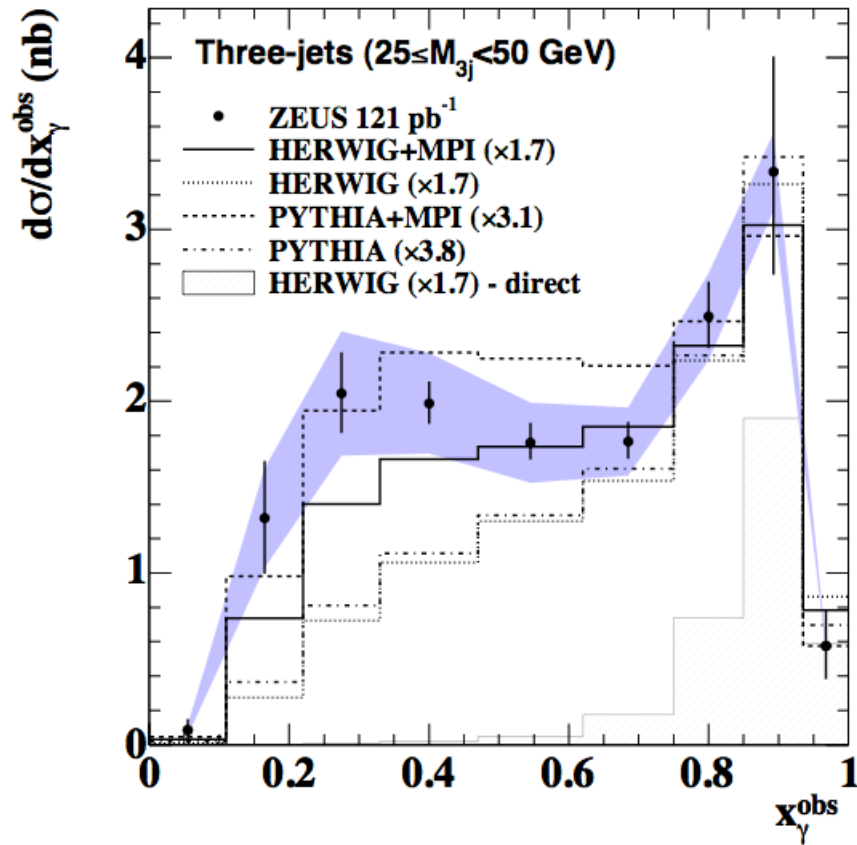 Three-jets (25≤M3j<50 GeV)
ZEUS 121 pb-1
HERWIG+MPI (×1.7)
HERWIG (×1.7)
PYTHIA+MPI (×3.1)
PYTHIA (×3.8)
HERWIG (×1.7) - direct
dσ/dxγobs (nb)
4
3
2
1
0
0 0.2 0.4 0.6 0.8 1
xγobs